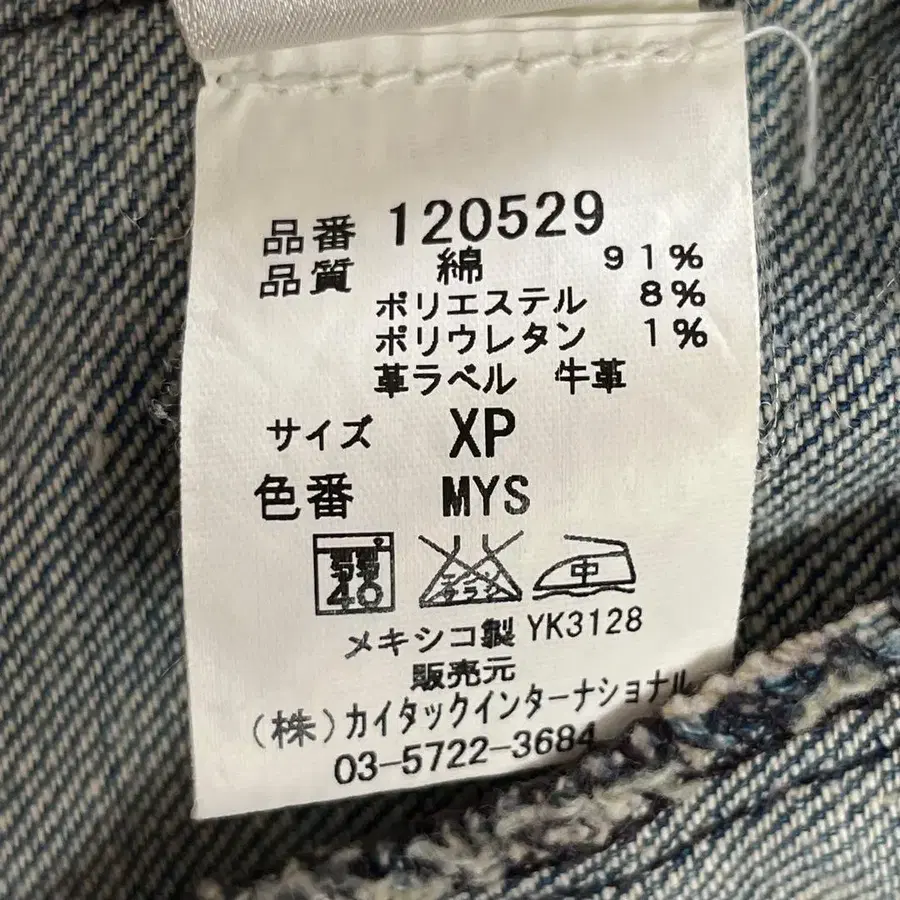 品番 120529
品質 綿 91%
ポリエステル 8%
ポリウレタン 1%
革ラベル 牛革
サイズ XP
色番 MYS
40 中
メキシコ製 YK3128
販売元
(株)カイタックインターナショナル
03-5722-3684